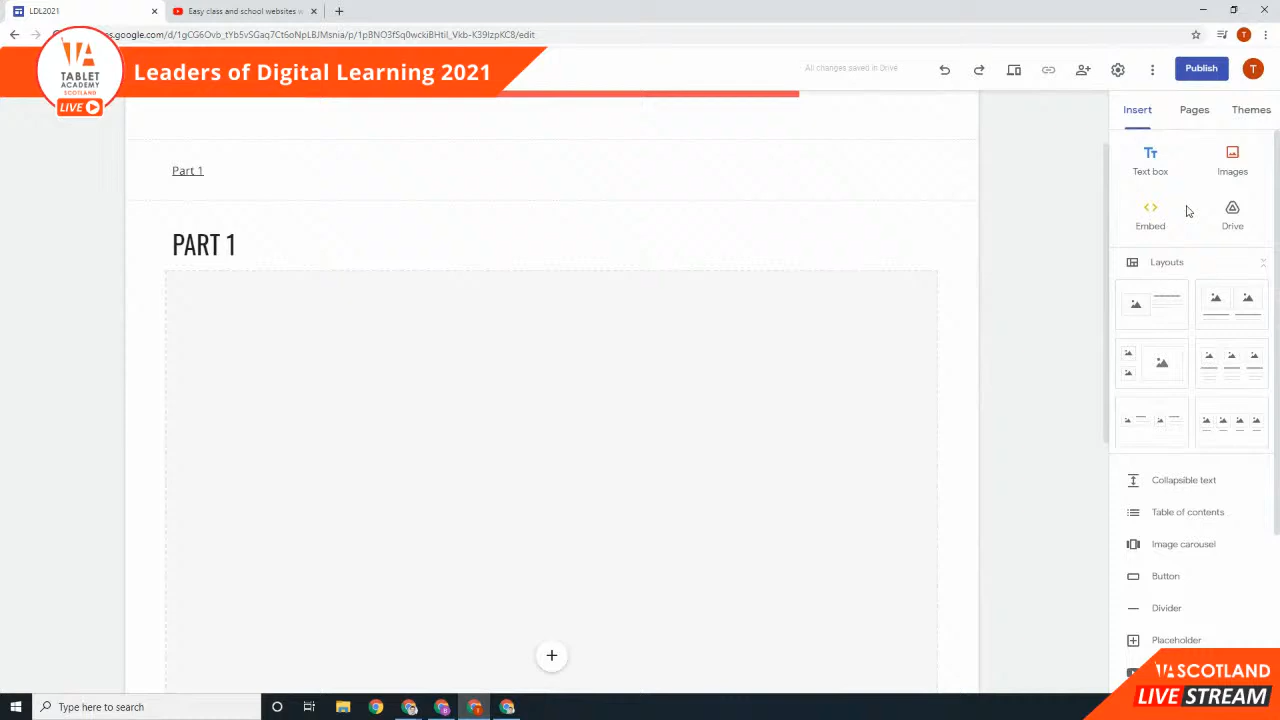 LDL2021
Easy class and school websites w
s.google.com/d/1gCG6Ovb_tYb5vSGaq7Ct6oNpLBJMsnia/p/1pBNO3fSq0wckiBHtil_Vkb-K39IzpKC8/edit
TA
TABLET
ACADEMY
SCOTLAND
LIVE
Leaders of Digital Learning 2021
All changes saved in Drive
Publish
T
T
Insert
Pages
Themes
Part 1
Tт Text box
Images
Embed
Drive
PART 1
Layouts
Collapsible text
Table of contents
Image carousel
Button
Divider
Placeholder
TA SCOTLAND
LIVE STREAM
Type here to search